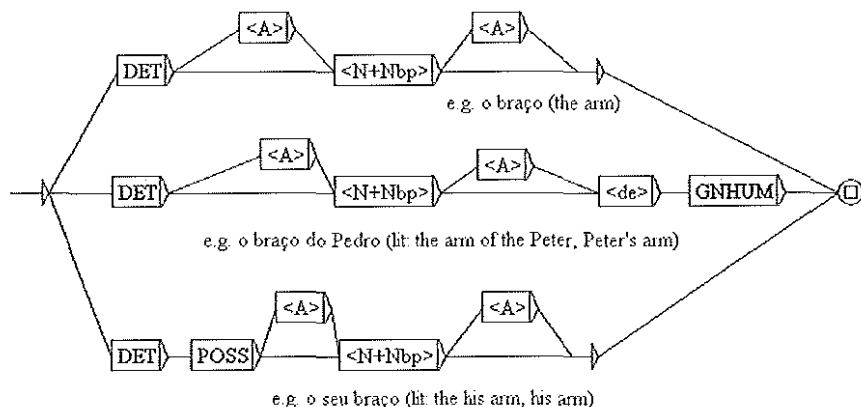 <A> <A>
DET <N+Nbp>
e.g. o braço (the arm)
<A> <A>
DET <N+Nbp> <de> GNHUM
e.g. o braço do Pedro (lit: the arm of the Peter, Peter's arm)
<A> <A>
DET POSS <N+Nbp>
e.g. o seu braço (lit: the his arm, his arm)